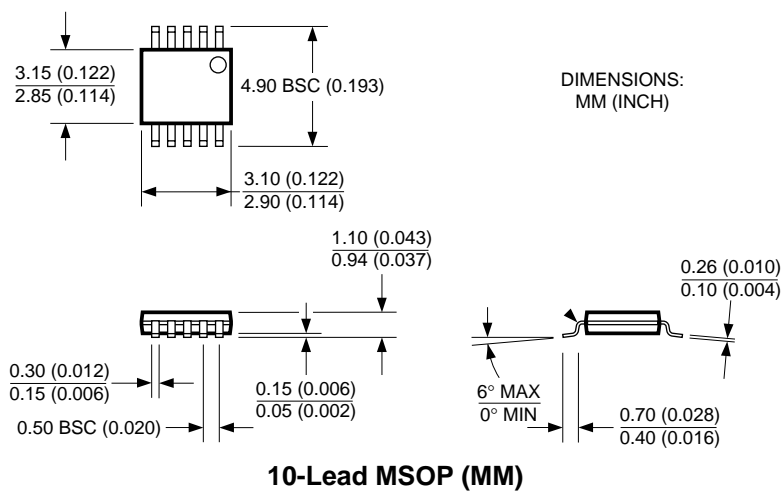 3.15 (0.122)
2.85 (0.114)
4.90 BSC (0.193)
DIMENSIONS:
MM (INCH)
3.10 (0.122)
2.90 (0.114)
1.10 (0.043)
0.94 (0.037)
0.26 (0.010)
0.10 (0.004)
0.30 (0.012)
0.15 (0.006)
0.15 (0.006)
0.05 (0.002)
6° MAX
0° MIN
0.50 BSC (0.020)
0.70 (0.028)
0.40 (0.016)
10-Lead MSOP (MM)